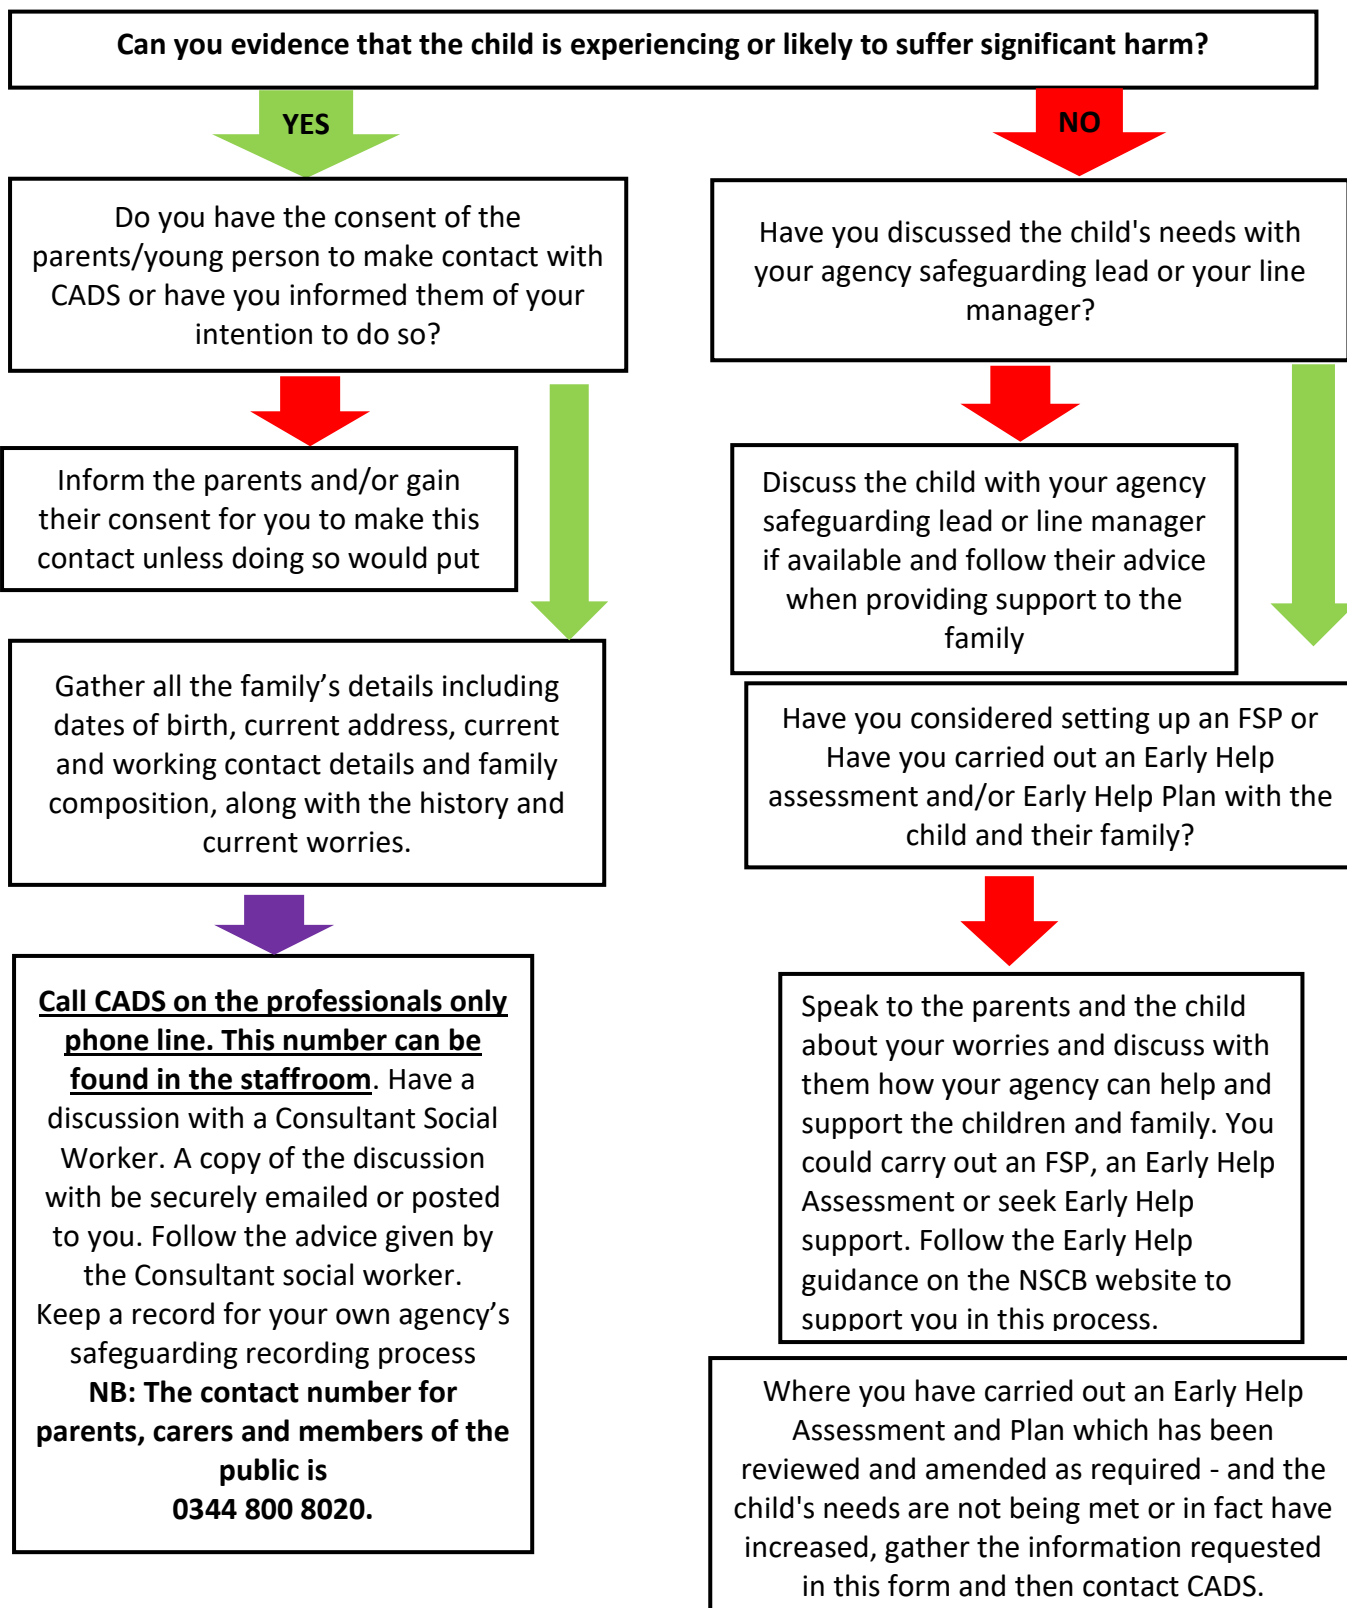 Can you evidence that the child is experiencing or likely to suffer significant harm?
YES
NO
Do you have the consent of the
parents/young person to make contact with
CADS or have you informed them of your
intention to do so?
Have you discussed the child's needs with
your agency safeguarding lead or your line
manager?
Inform the parents and/or gain
their consent for you to make this
contact unless doing so would put
Discuss the child with your agency
safeguarding lead or line manager
if available and follow their advice
when providing support to the
family
Gather all the family’s details including
dates of birth, current address, current
and working contact details and family
composition, along with the history and
current worries.
Have you considered setting up an FSP or
Have you carried out an Early Help
assessment and/or Early Help Plan with the
child and their family?
Call CADS on the professionals only
phone line. This number can be
found in the staffroom. Have a
discussion with a Consultant Social
Worker. A copy of the discussion
with be securely emailed or posted
to you. Follow the advice given by
the Consultant social worker.
Keep a record for your own agency’s
safeguarding recording process
NB: The contact number for
parents, carers and members of the
public is
0344 800 8020.
Speak to the parents and the child
about your worries and discuss with
them how your agency can help and
support the children and family. You
could carry out an FSP, an Early Help
Assessment or seek Early Help
support. Follow the Early Help
guidance on the NSCB website to
support you in this process.
Where you have carried out an Early Help
Assessment and Plan which has been
reviewed and amended as required - and the
child's needs are not being met or in fact have
increased, gather the information requested
in this form and then contact CADS.